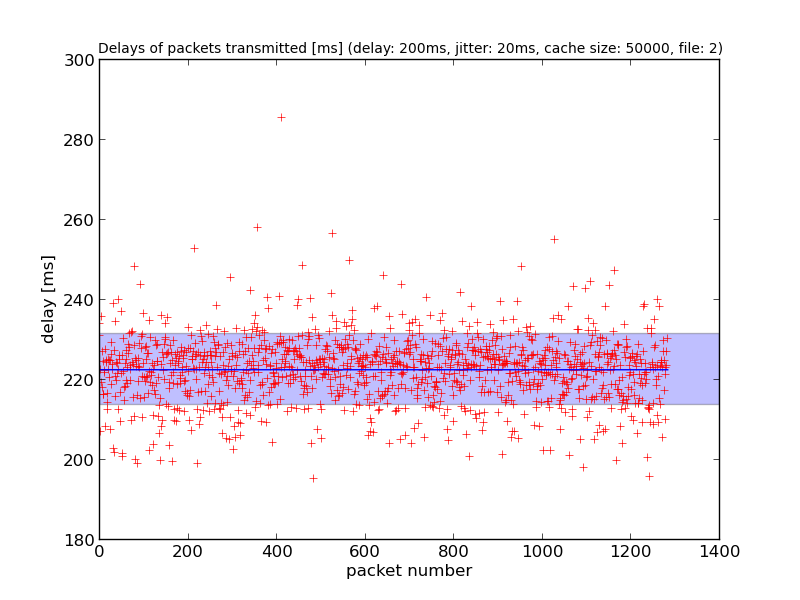 Delays of packets transmitted [ms] (delay: 200ms, jitter: 20ms, cache size: 50000, file: 2)
300
280
260
240
220
200
180
delay [ms]
0 200 400 600 800 1000 1200 1400
packet number